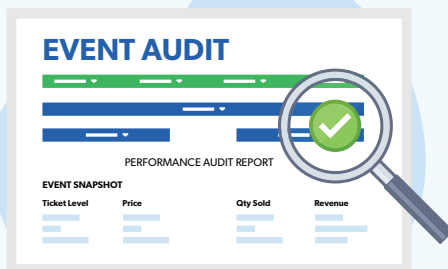 EVENT AUDIT
PERFORMANCE AUDIT REPORT
EVENT SNAPSHOT
Ticket Level Price Qty Sold Revenue